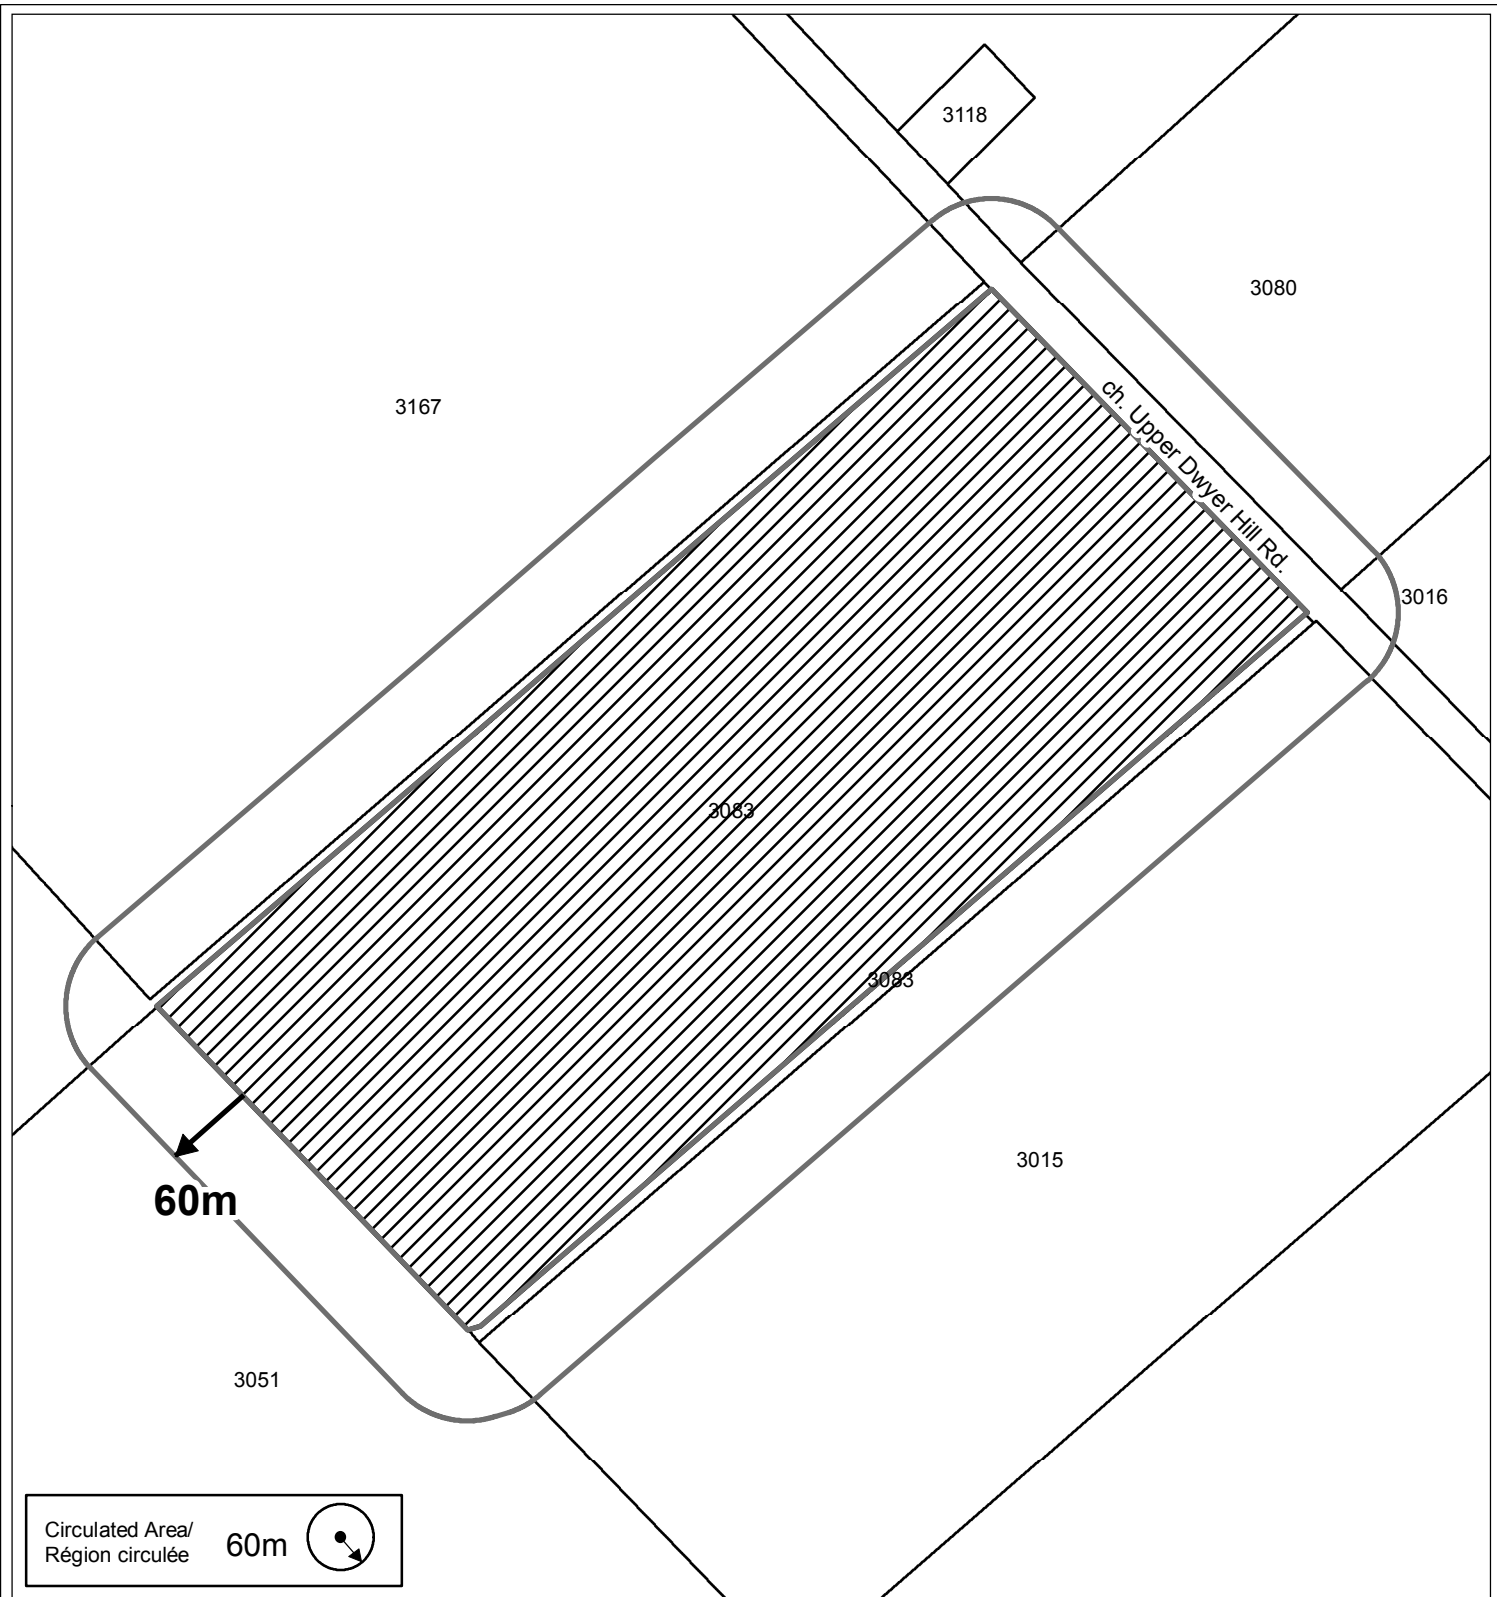 3118
3080
3167
ch. Upper Dwyer Hill Rd.
3016
3083
3083
3015
60m
3051
Circulated Area/
Région circulée
60m